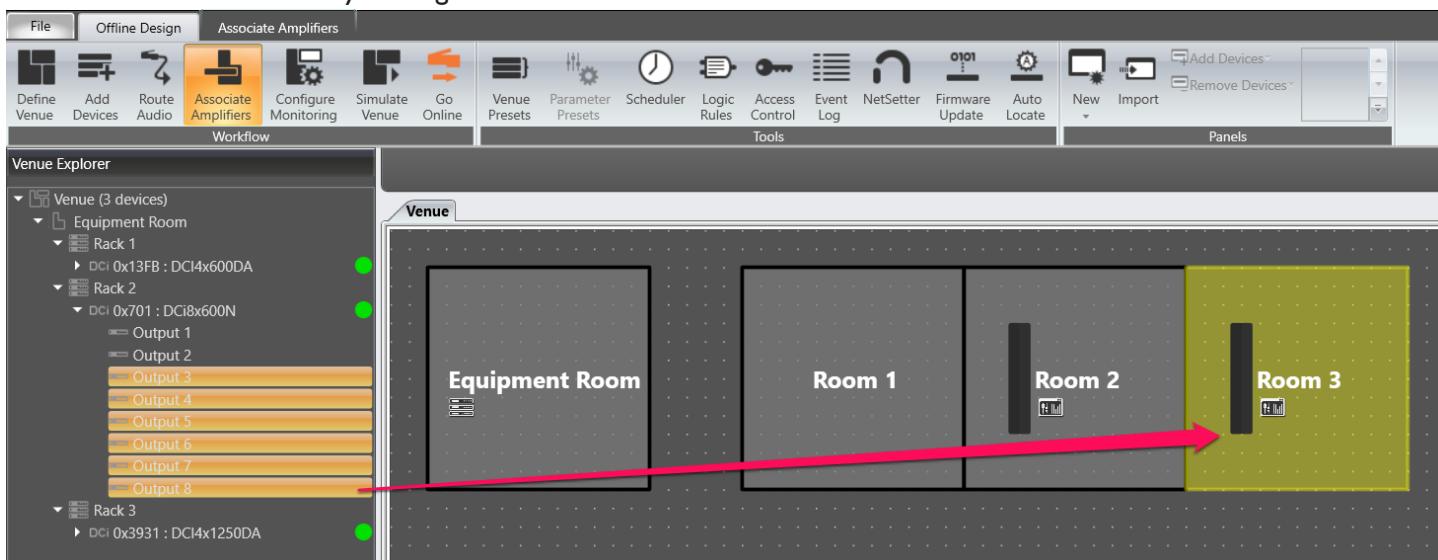 File Offline Design Associate Amplifiers
Define Venue
Add Devices
Route Audio
Associate Amplifiers
Configure Monitoring
Simulate Venue
Go Online
Workflow
Venue Presets
Parameter Presets
Scheduler
Logic Rules
Access Control
Event Log
NetSetter
0101
Firmware Update
Auto Locate
Tools
New
Import
Add Devices
Remove Devices
Panels
Venue Explorer
Venue (3 devices)
Equipment Room
Rack 1
DCi 0x13FB : DCI4x600DA
Rack 2
DCi 0x701 : DCi8x600N
Output 1
Output 2
Output 3
Output 4
Output 5
Output 6
Output 7
Output 8
Rack 3
DCi 0x3931 : DCI4x1250DA
Venue
Equipment Room
Room 1
Room 2
Room 3